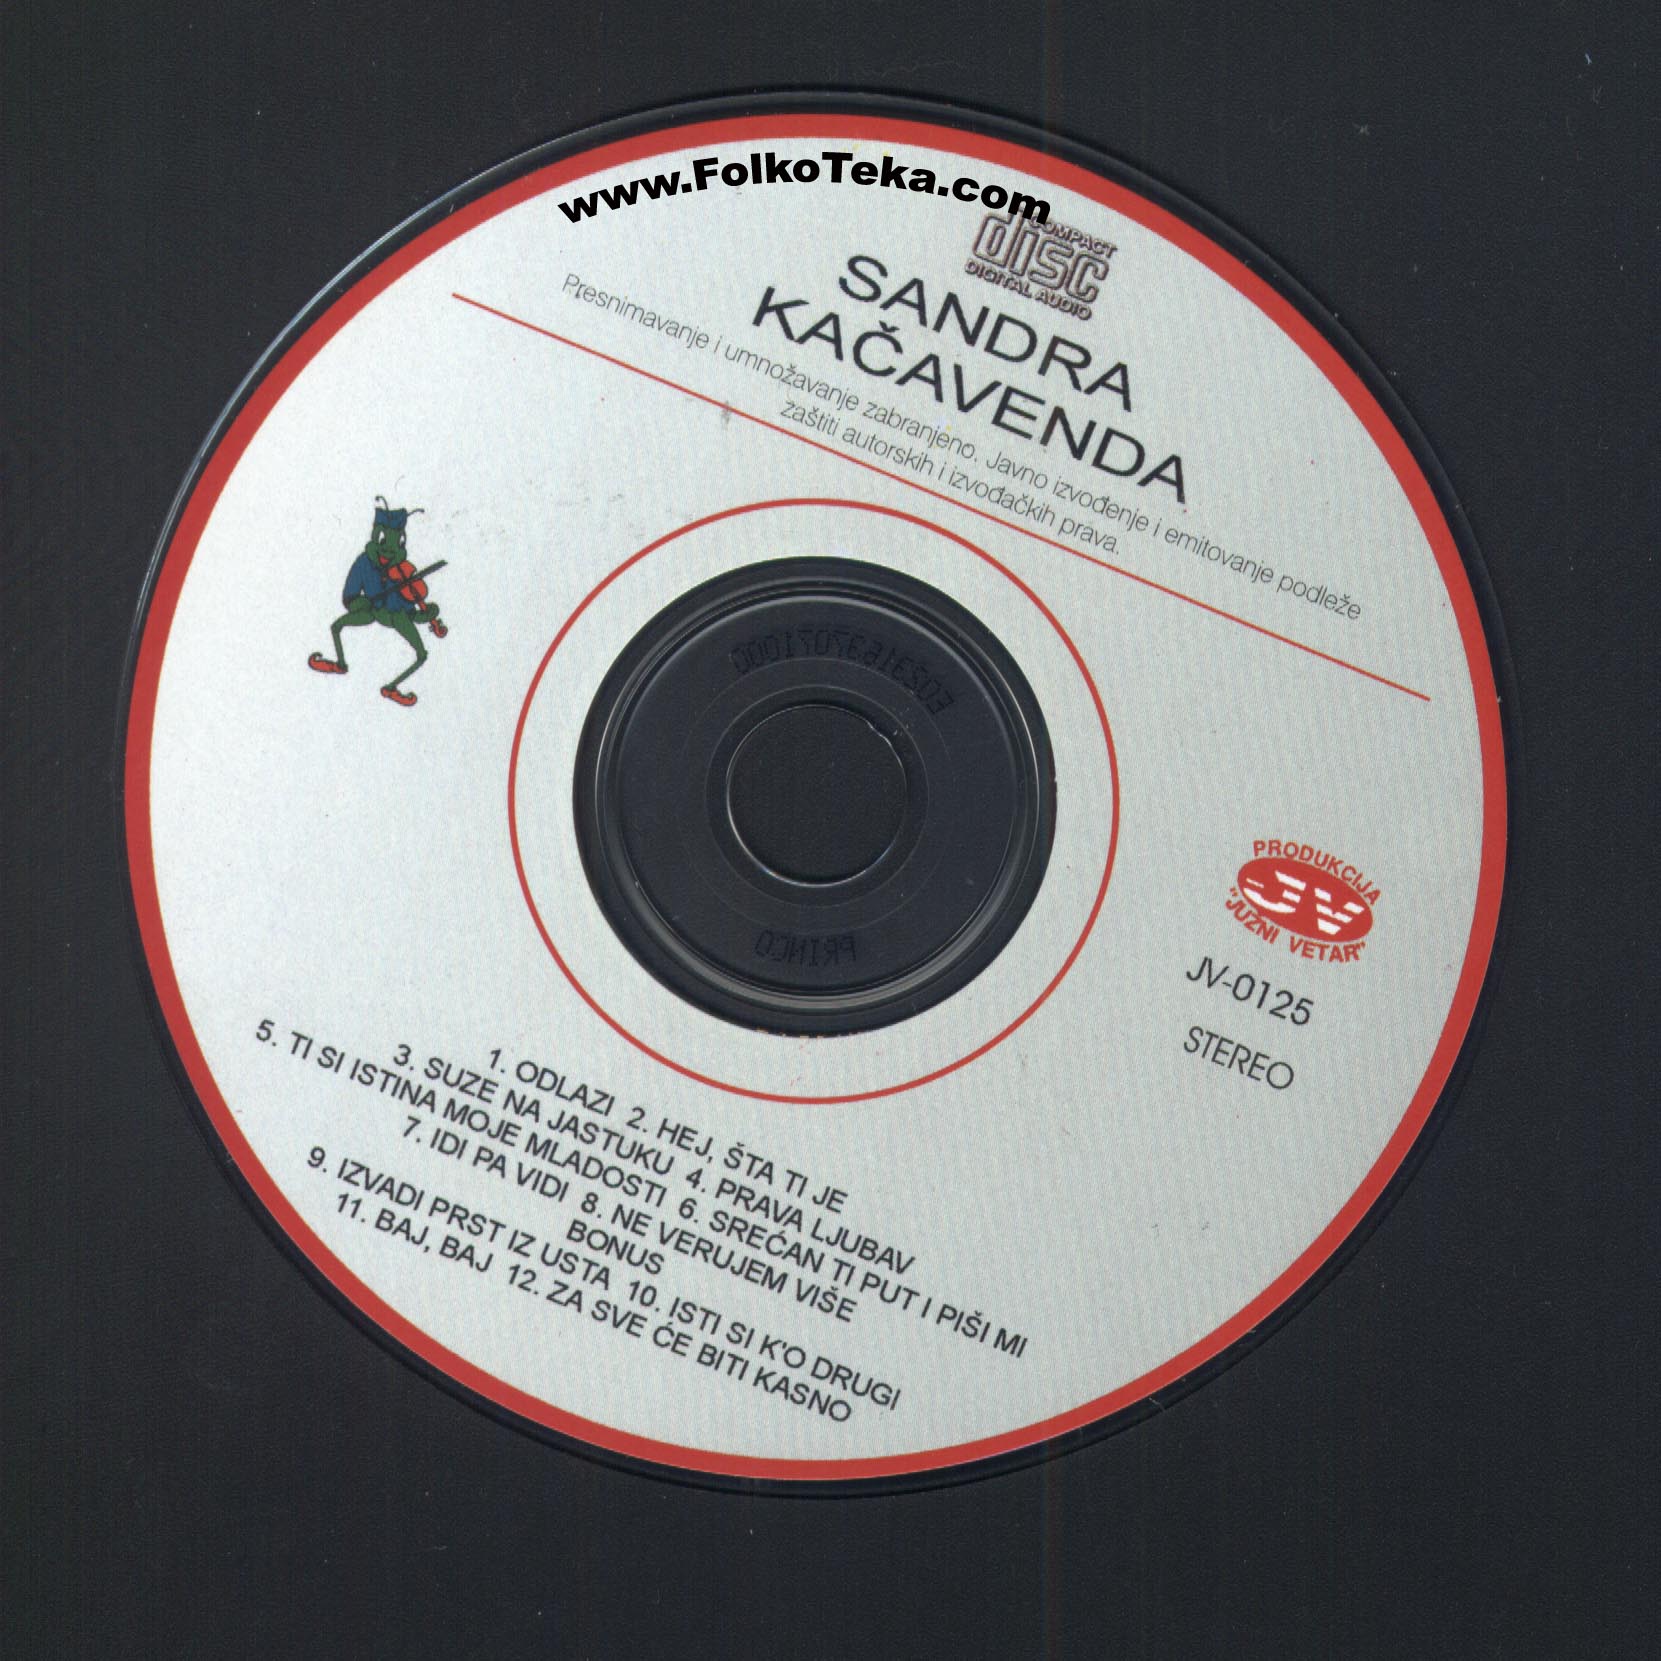 www.FolkoTeka.com
COMPACT
disc
DIGITAL AUDIO
SANDRA
KAČAVENDA
Presnimavanje i umnožavanje zabranjeno. Javno izvođenje i emitovanje podleže
zaštiti autorskih i izvođačkih prava.
E0231637071000
PRINCO
PRODUKCIJA
JV
"JUŽNI VETAR"
JV-0125
STEREO
1. ODLAZI 2. HEJ, ŠTA TI JE
3. SUZE NA JASTUKU 4. PRAVA LJUBAV
5. TI SI ISTINA MOJE MLADOSTI 6. SREĆAN TI PUT I PIŠI MI
7. IDI PA VIDI 8. NE VERUJEM VIŠE
BONUS
9. IZVADI PRST IZ USTA 10. ISTI SI K'O DRUGI
11. BAJ, BAJ 12. ZA SVE ĆE BITI KASNO